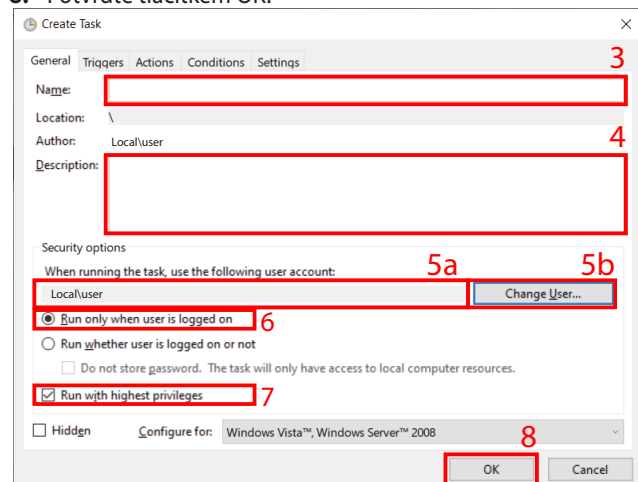 8. Potvrďte tlačítkem OK.
Create Task
General Triggers Actions Conditions Settings
3
Name:
Location: \
4
Author: Local\user
Description:
Security options
When running the task, use the following user account:
5a 5b
Local\user Change User...
Run only when user is logged on 6
Run whether user is logged on or not
Do not store password. The task will only have access to local computer resources.
Run with highest privileges 7
Hidden Configure for: Windows Vista™, Windows Server™ 2008
8
OK Cancel